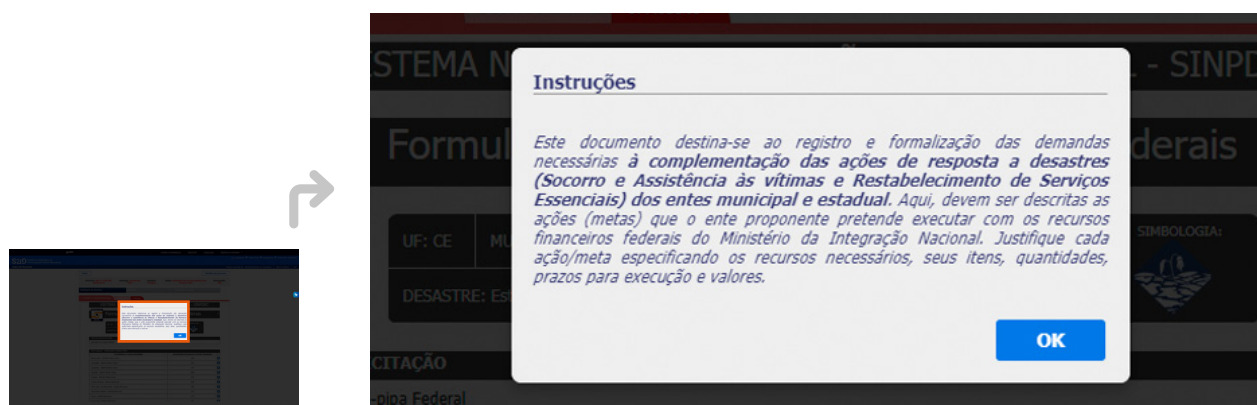 ISTEMA N
- SINPD
Instruções
Formul
derais
Este documento destina-se ao registro e formalização das demandas
necessárias à complementação das ações de resposta a desastres
(Socorro e Assistência às vítimas e Restabelecimento de Serviços
Essenciais) dos entes municipal e estadual. Aqui, devem ser descritas as
ações (metas) que o ente proponente pretende executar com os recursos
financeiros federais do Ministério da Integração Nacional. Justifique cada
ação/meta especificando os recursos necessários, seus itens, quantidades,
prazos para execução e valores.
UF: CE MU
SIMBOLOGIA:
DESASTRE: Est
OK
CITAÇÃO
-pipa Federal